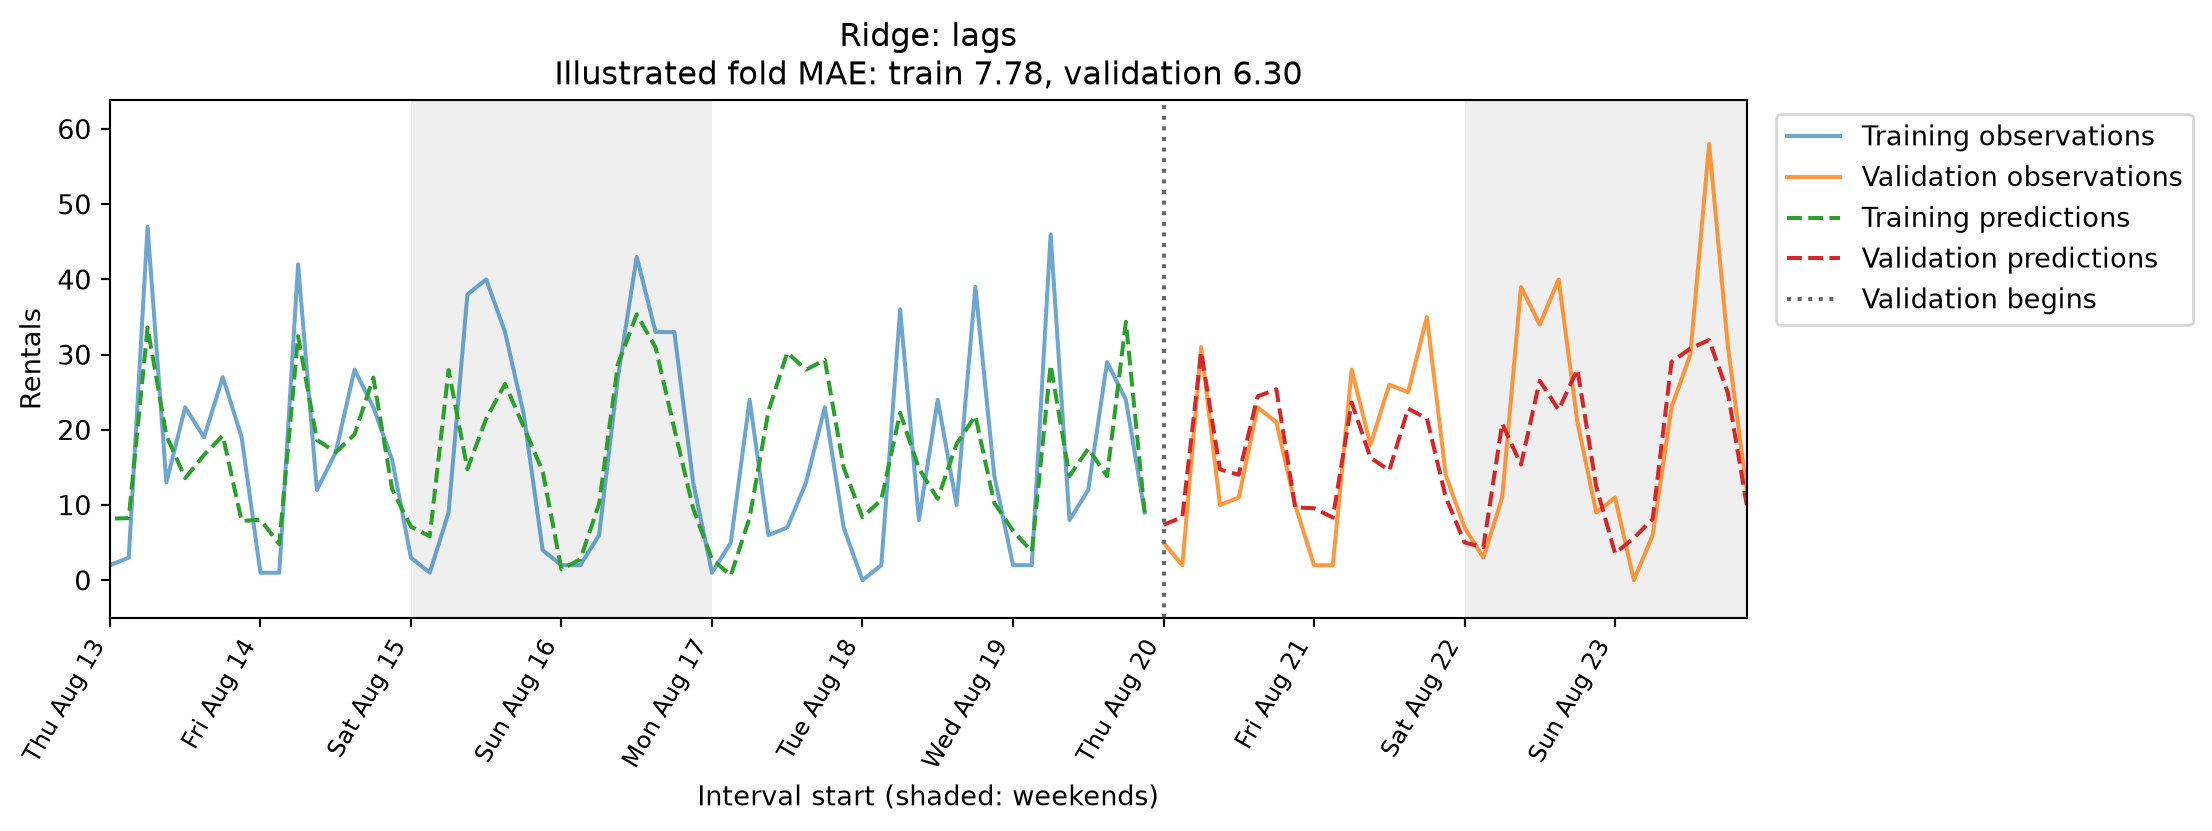 Ridge: lags
Illustrated fold MAE: train 7.78, validation 6.30
60
50
40
30
20
10
0
Rentals
Thu Aug 13
Fri Aug 14
Sat Aug 15
Sun Aug 16
Mon Aug 17
Tue Aug 18
Wed Aug 19
Thu Aug 20
Fri Aug 21
Sat Aug 22
Sun Aug 23
Interval start (shaded: weekends)
Training observations
Validation observations
Training predictions
Validation predictions
Validation begins